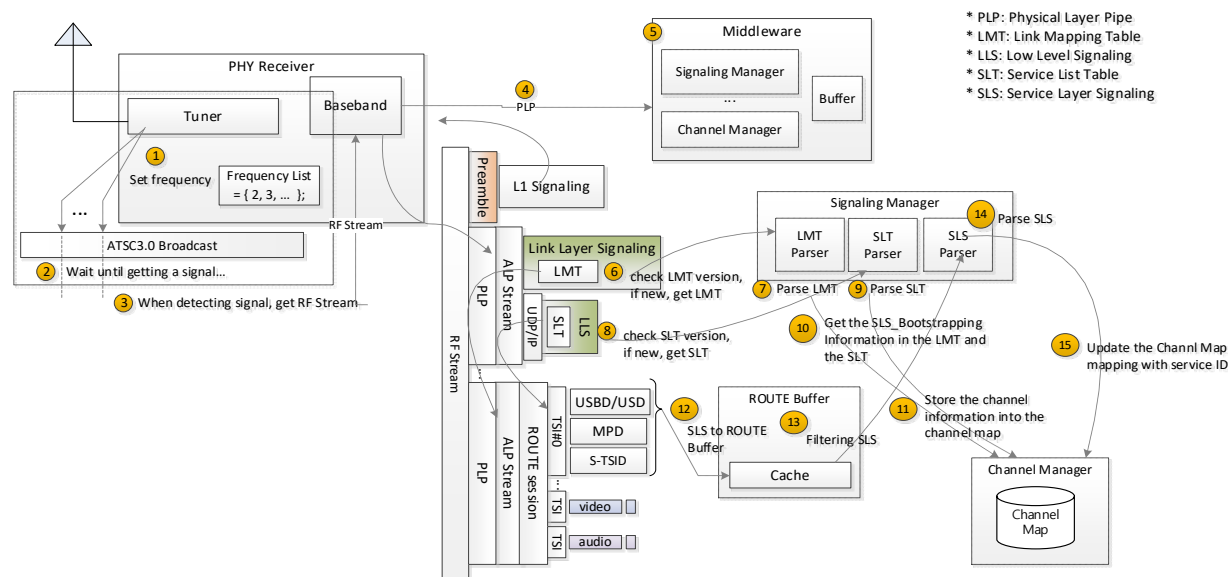 * PLP: Physical Layer Pipe
* LMT: Link Mapping Table
* LLS: Low Level Signaling
* SLT: Service List Table
* SLS: Service Layer Signaling
PHY Receiver
Tuner
Baseband
1
Set frequency
Frequency List
= { 2, 3, ... };
...
RF Stream
ATSC3.0 Broadcast
2
Wait until getting a signal...
3
When detecting signal, get RF Stream
4
PLP
5
Middleware
Signaling Manager
...
Channel Manager
Buffer
RF Stream
Preamble
L1 Signaling
PLP
ALP Stream
Link Layer Signaling
LMT
6
check LMT version,
if new, get LMT
UDP/IP
SLT
LLS
8
check SLT version,
if new, get SLT
...
PLP
ALP Stream
ROUTE session
TSI#0
USBD/USD
MPD
S-TSID
...
TSI
video
TSI
audio
12
SLS to ROUTE
Buffer
ROUTE Buffer
13
Filtering SLS
Cache
Signaling Manager
LMT
Parser
SLT
Parser
SLS
Parser
14
Parse SLS
7
Parse LMT
9
Parse SLT
10
Get the SLS_Bootstrapping
Information in the LMT and
the SLT
11
Store the channel
information into the
channel map
15
Update the Channl Map
mapping with service ID
Channel Manager
Channel
Map